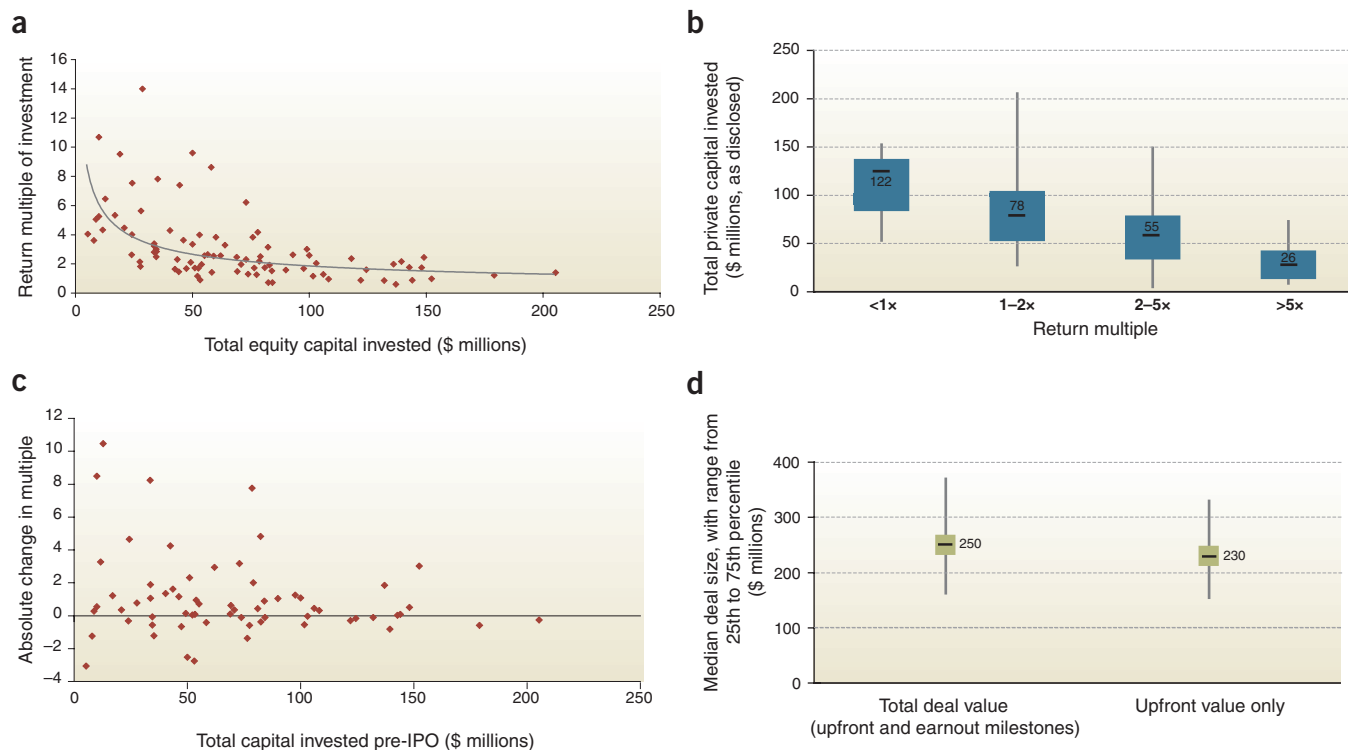 a
Return multiple of investment
16
14
12
10
8
6
4
2
0
0 50 100 150 200 250
Total equity capital invested ($ millions)
b
Total private capital invested
($ millions, as disclosed)
250
200
150
100
50
0
122
78
55
26
<1× 1–2× 2–5× >5×
Return multiple
c
Absolute change in multiple
12
10
8
6
4
2
0
–2
–4
0 50 100 150 200 250
Total capital invested pre-IPO ($ millions)
d
Median deal size, with range from
25th to 75th percentile
($ millions)
400
300
200
100
0
250
230
Total deal value
(upfront and earnout milestones)
Upfront value only